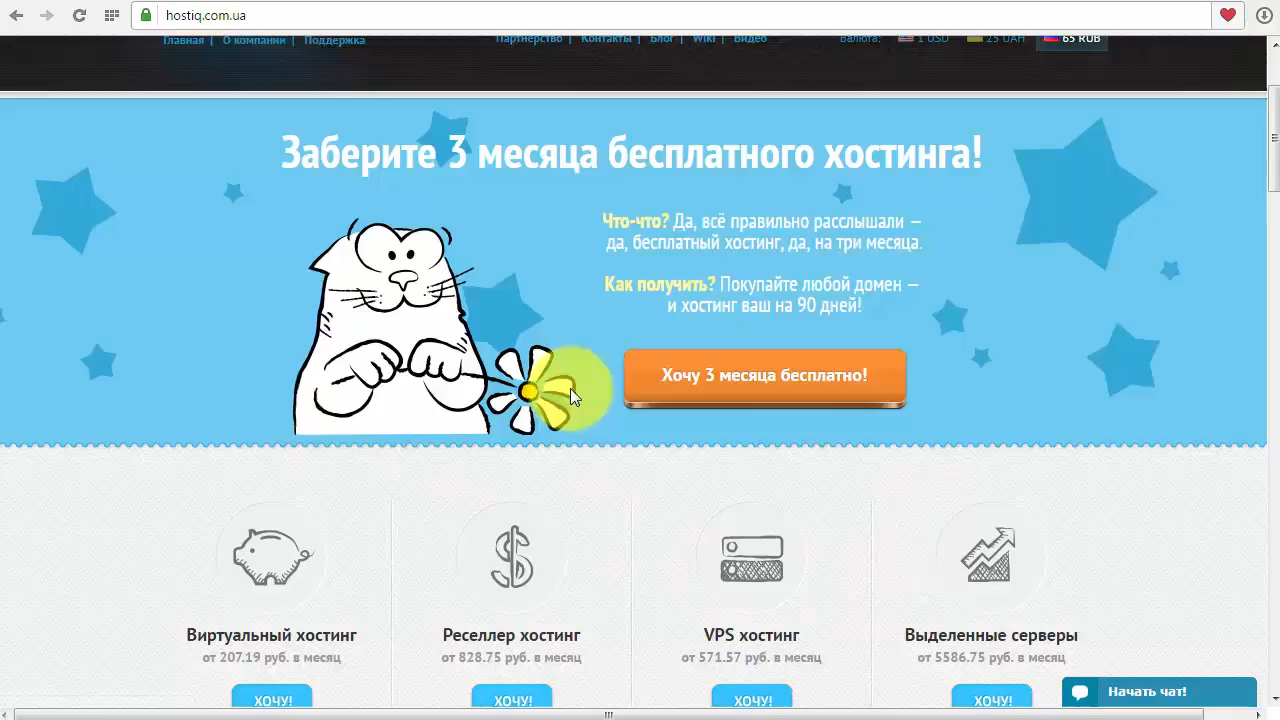 hostiq.com.ua
Главная | О компании | Поддержка
Партнерство | Контакты | Блог | Wiki | Видео
Валюта: 1 USD 25 UAH 65 RUB
Заберите 3 месяца бесплатного хостинга!
Что-что? Да, всё правильно расслышали —
да, бесплатный хостинг, да, на три месяца.
Как получить? Покупайте любой домен —
и хостинг ваш на 90 дней!
Хочу 3 месяца бесплатно!
Виртуальный хостинг
от 207.19 руб. в месяц
ХОЧУ!
Реселлер хостинг
от 828.75 руб. в месяц
ХОЧУ!
VPS хостинг
от 571.57 руб. в месяц
ХОЧУ!
Выделенные серверы
от 5586.75 руб. в месяц
ХОЧУ!
Начать чат!